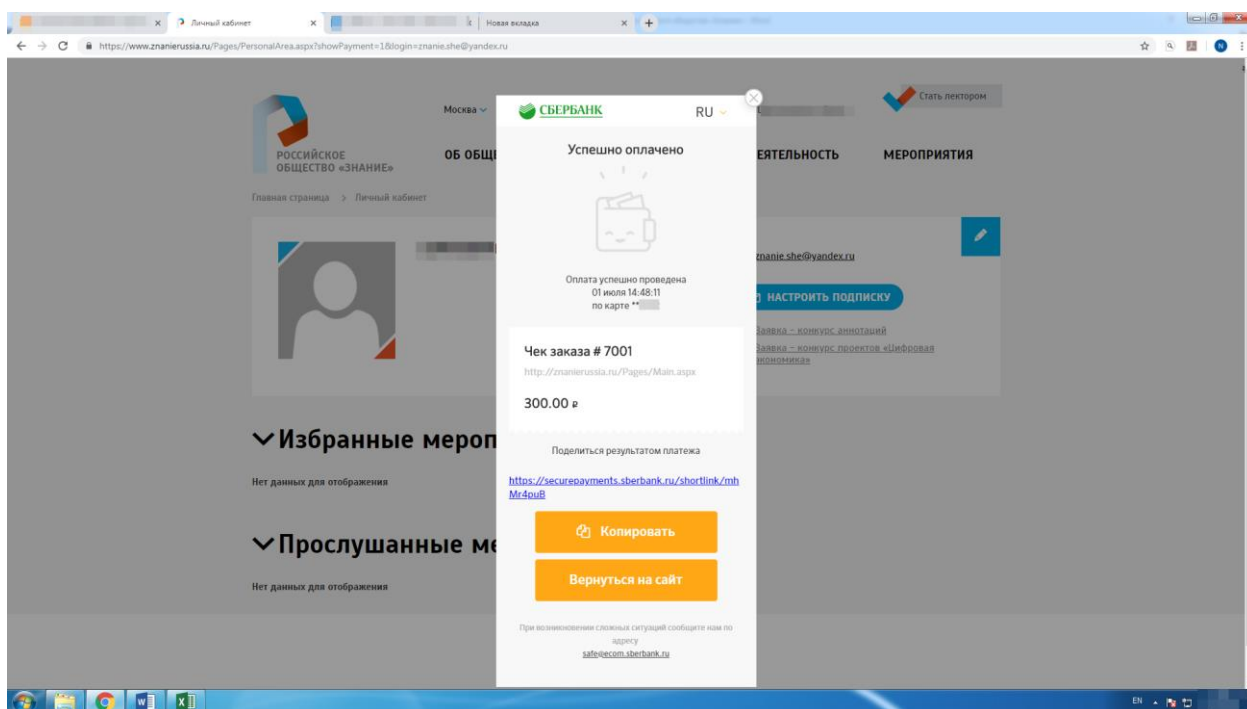 Личный кабинет
Новая вкладка
https://www.znanierussia.ru/Pages/PersonalArea.aspx?showPayment=1&login=znanie.she@yandex.ru
N
Москва
Стать лектором
РОССИЙСКОЕ
ОБЩЕСТВО «ЗНАНИЕ»
ОБ ОБЩ
ЕЯТЕЛЬНОСТЬ
МЕРОПРИЯТИЯ
Главная страница > Личный кабинет
znanie.she@yandex.ru
НАСТРОИТЬ ПОДПИСКУ
Заявка – конкурс аннотаций
Заявка – конкурс проектов «Цифровая
экономика»
Избранные мероп
Нет данных для отображения
Прослушанные ме
Нет данных для отображения
СБЕРБАНК
RU
Успешно оплачено
Оплата успешно проведена
01 июля 14:48:11
по карте **
Чек заказа # 7001
http://znanierussia.ru/Pages/Main.aspx
300.00 ₽
Поделиться результатом платежа
https://securepayments.sberbank.ru/shortlink/mh
Mr4puB
Копировать
Вернуться на сайт
При возникновении сложных ситуаций сообщите нам по
адресу
safe@ecom.sberbank.ru
EN